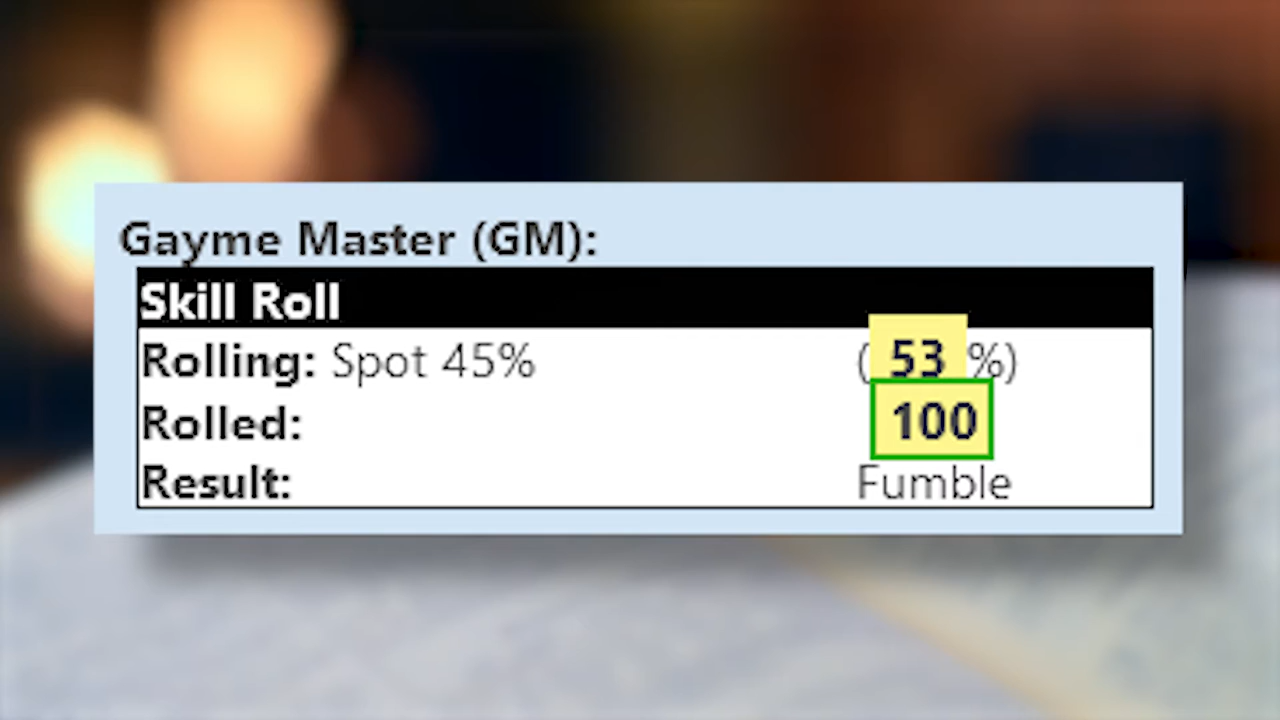 Gayme Master (GM):
Skill Roll
Rolling: Spot 45% (53%)
Rolled: 100
Result: Fumble